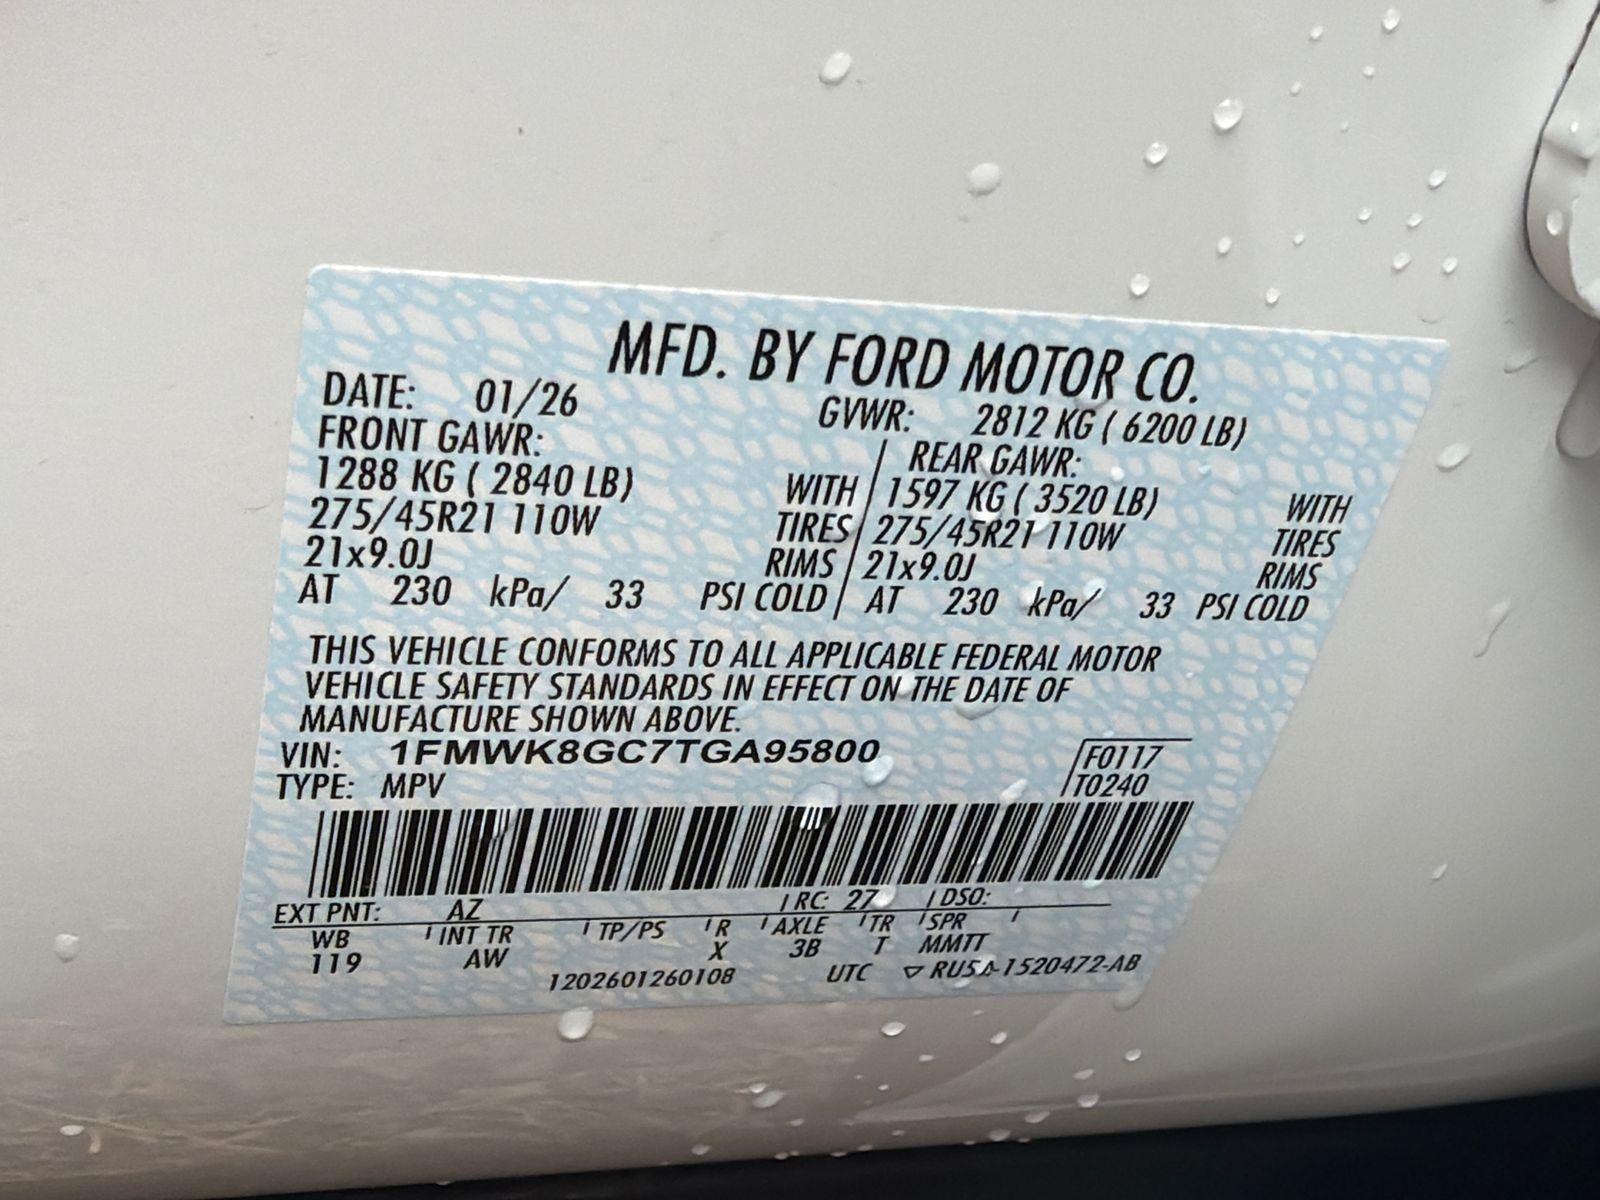 MFD. BY FORD MOTOR CO.
DATE: 01/26 GVWR: 2812 KG ( 6200 LB)
FRONT GAWR: REAR GAWR:
1288 KG ( 2840 LB) WITH 1597 KG ( 3520 LB) WITH
275/45R21 110W TIRES 275/45R21 110W TIRES
21x9.0J RIMS 21x9.0J RIMS
AT 230 kPa/ 33 PSI COLD AT 230 kPa/ 33 PSI COLD
THIS VEHICLE CONFORMS TO ALL APPLICABLE FEDERAL MOTOR
VEHICLE SAFETY STANDARDS IN EFFECT ON THE DATE OF
MANUFACTURE SHOWN ABOVE.
VIN: 1FMWK8GC7TGA95800 F0117
TYPE: MPV T0240
EXT PNT: AZ RC: 27 DSO:
WB INT TR TP/PS R AXLE TR SPR
119 AW X 3B T MMTT
1202601260108 UTC ▽ RU5A-1520472-AB